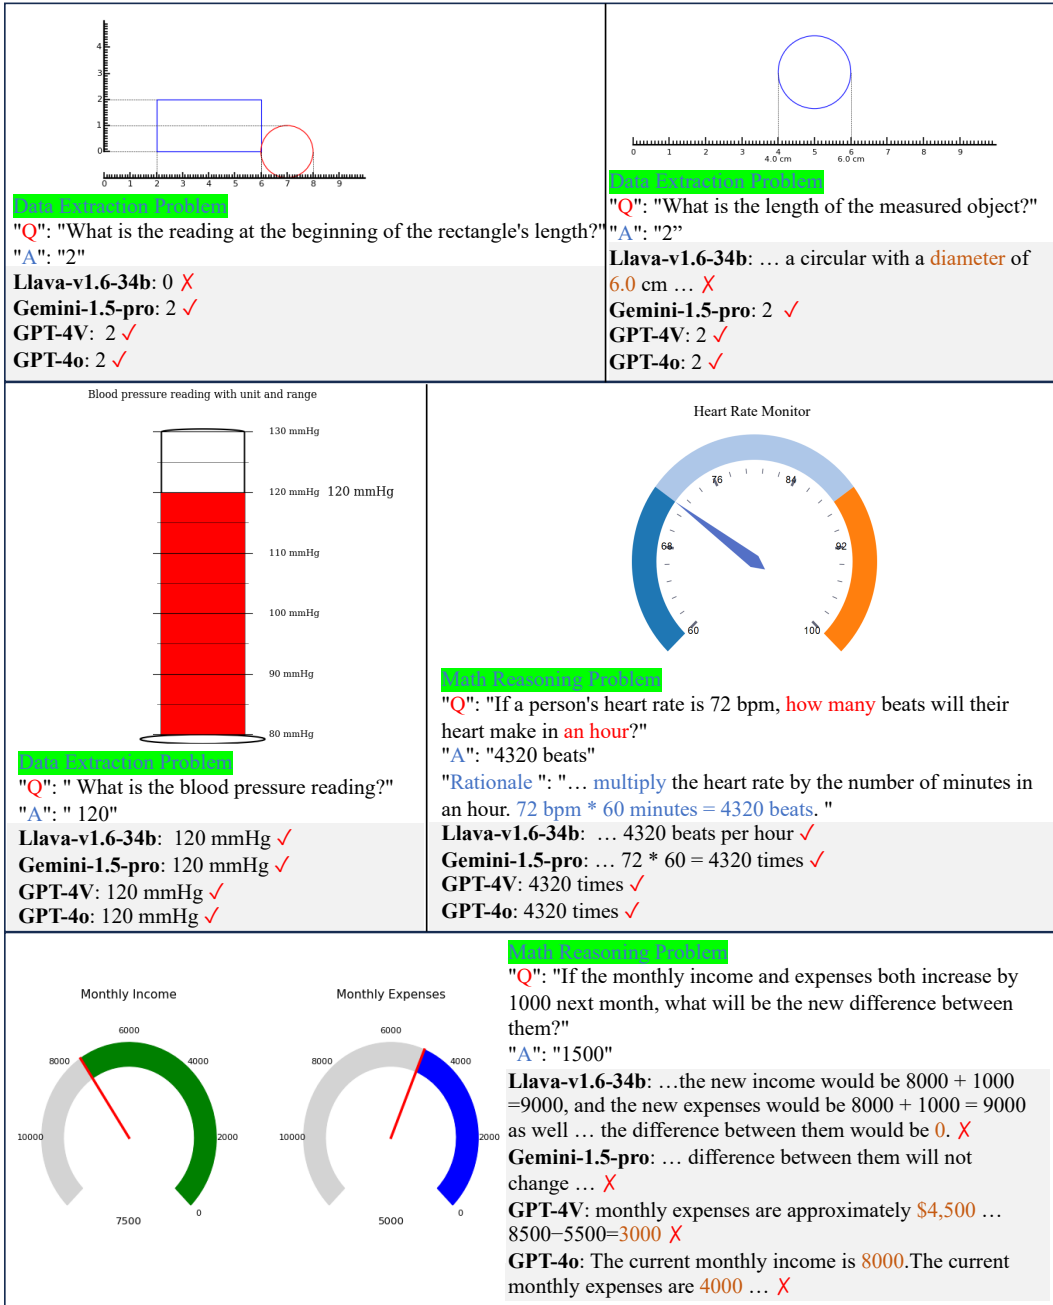 4
3
2
1
0
0 1 2 3 4 5 6 7 8 9
Data Extraction Problem
"Q": "What is the reading at the beginning of the rectangle's length?"
"A": "2"
Llava-v1.6-34b: 0 ✗
Gemini-1.5-pro: 2 ✓
GPT-4V: 2 ✓
GPT-4o: 2 ✓
0 1 2 3 4 5 6 7 8 9
4.0 cm 6.0 cm
Data Extraction Problem
"Q": "What is the length of the measured object?"
"A": "2”
Llava-v1.6-34b: … a circular with a diameter of
6.0 cm … ✗
Gemini-1.5-pro: 2 ✓
GPT-4V: 2 ✓
GPT-4o: 2 ✓
Blood pressure reading with unit and range
130 mmHg
120 mmHg 120 mmHg
110 mmHg
100 mmHg
90 mmHg
80 mmHg
Data Extraction Problem
"Q": " What is the blood pressure reading?"
"A": " 120"
Llava-v1.6-34b: 120 mmHg ✓
Gemini-1.5-pro: 120 mmHg ✓
GPT-4V: 120 mmHg ✓
GPT-4o: 120 mmHg ✓
Heart Rate Monitor
76 84
68 92
60 100
Math Reasoning Problem
"Q": "If a person's heart rate is 72 bpm, how many beats will their
heart make in an hour?"
"A": "4320 beats"
"Rationale ": "… multiply the heart rate by the number of minutes in
an hour. 72 bpm * 60 minutes = 4320 beats. "
Llava-v1.6-34b: … 4320 beats per hour ✓
Gemini-1.5-pro: … 72 * 60 = 4320 times ✓
GPT-4V: 4320 times ✓
GPT-4o: 4320 times ✓
Monthly Income
6000
8000 4000
10000 2000
0
7500
Monthly Expenses
6000
8000 4000
10000 2000
0
5000
Math Reasoning Problem
"Q": "If the monthly income and expenses both increase by
1000 next month, what will be the new difference between
them?"
"A": "1500"
Llava-v1.6-34b: …the new income would be 8000 + 1000
=9000, and the new expenses would be 8000 + 1000 = 9000
as well … the difference between them would be 0. ✗
Gemini-1.5-pro: … difference between them will not
change … ✗
GPT-4V: monthly expenses are approximately $4,500 …
8500−5500=3000 ✗
GPT-4o: The current monthly income is 8000.The current
monthly expenses are 4000 … ✗